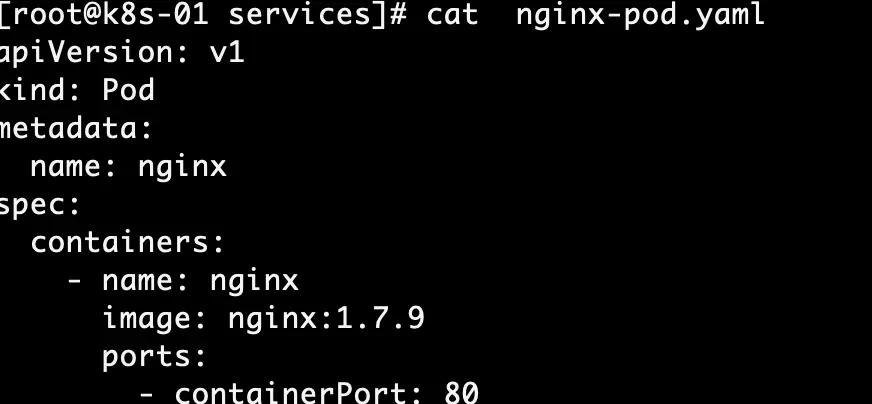 [root@k8s-01 services]# cat  nginx-pod.yaml
apiVersion: v1
kind: Pod
metadata:
  name: nginx
spec:
  containers:
    - name: nginx
      image: nginx:1.7.9
      ports:
        - containerPort: 80